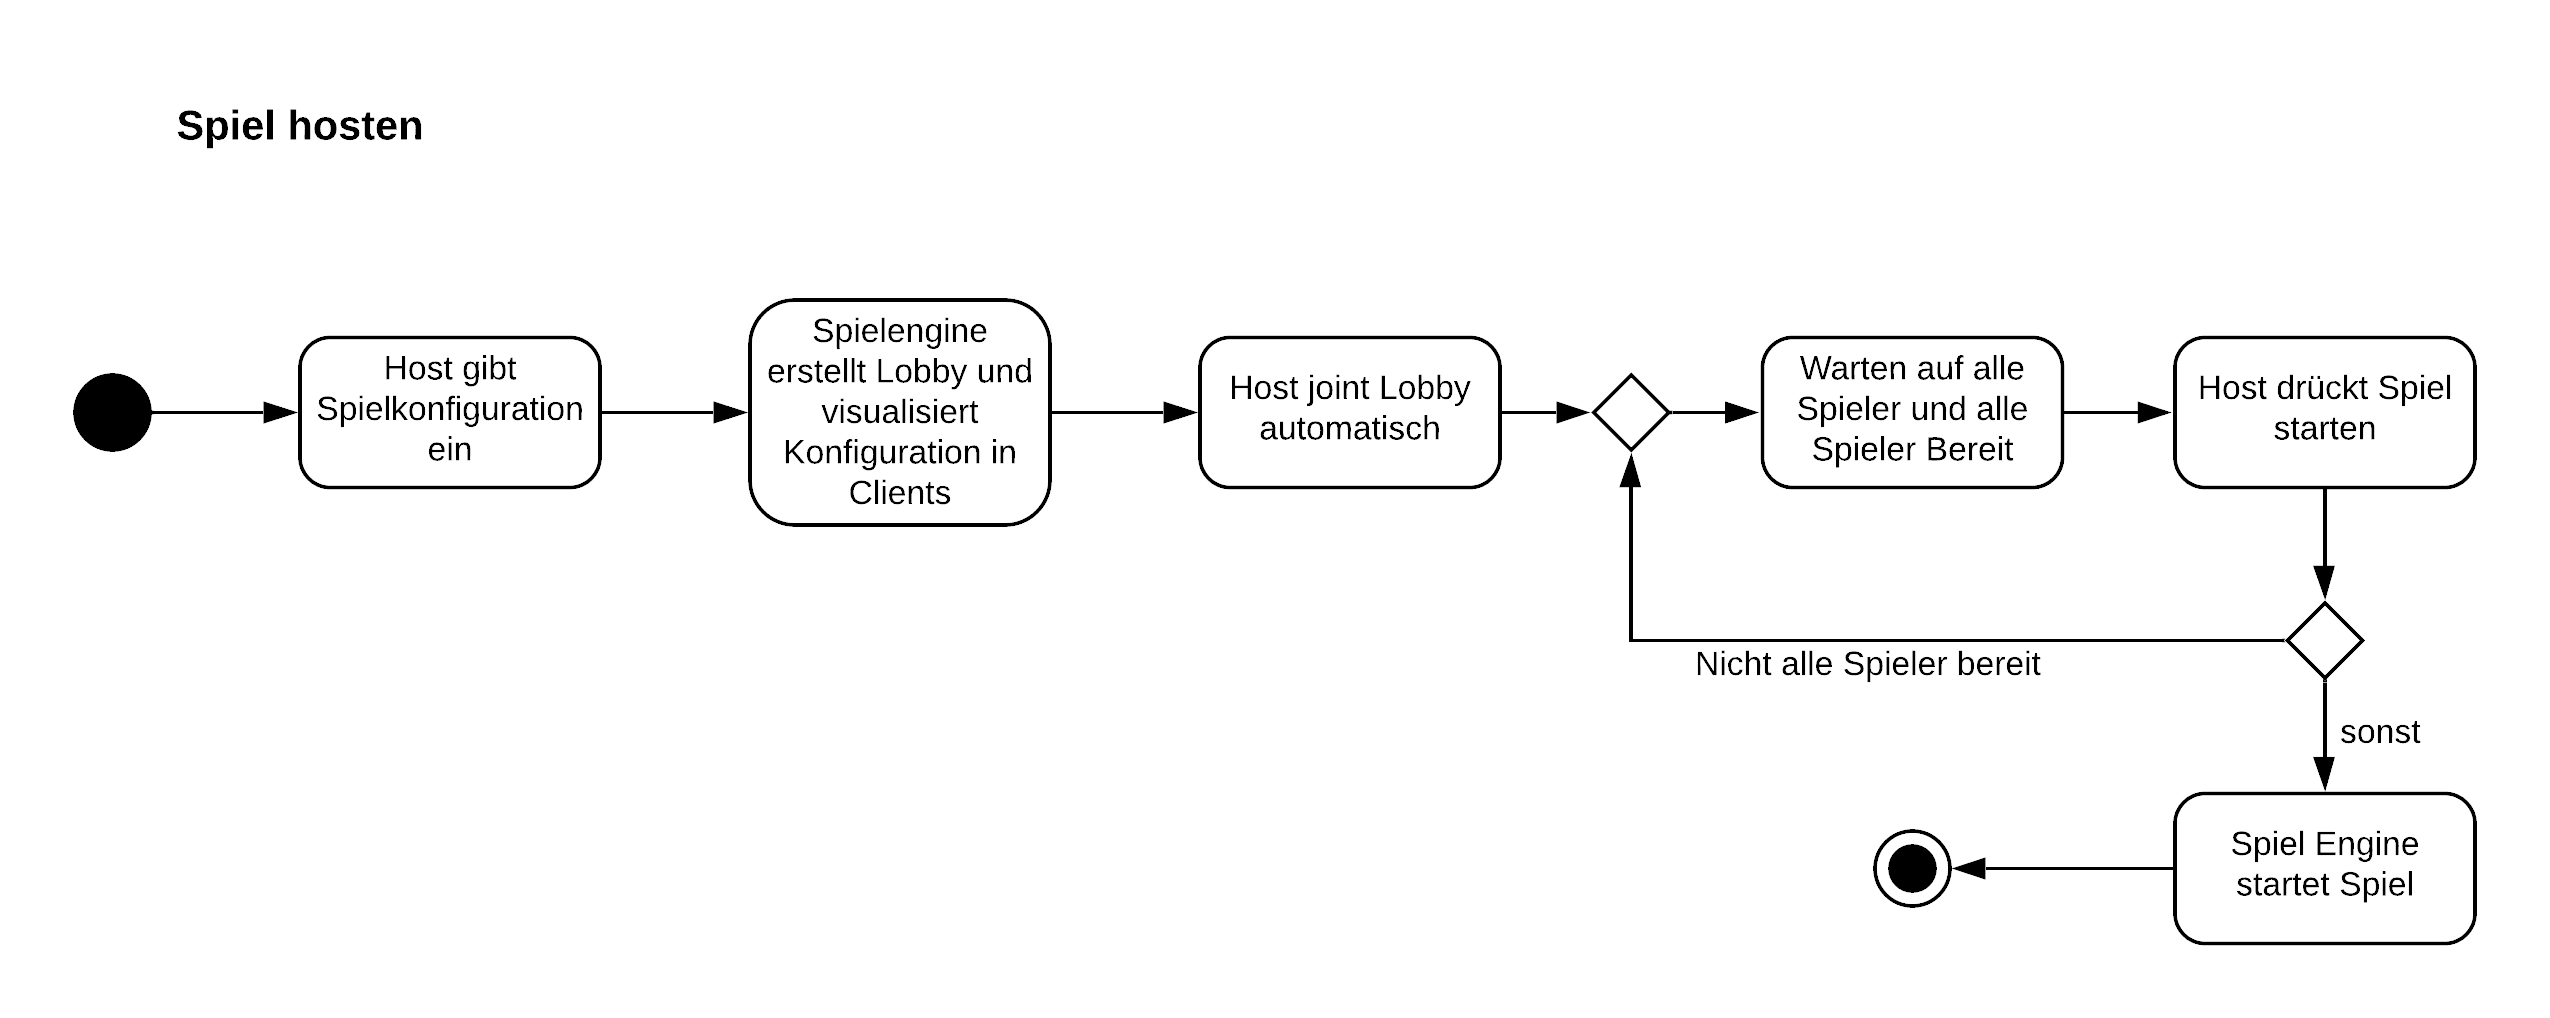 Spiel hosten
Host gibt
Spielkonfiguration
ein
Spielengine
erstellt Lobby und
visualisiert
Konfiguration in
Clients
Host joint Lobby
automatisch
Warten auf alle
Spieler und alle
Spieler Bereit
Host drückt Spiel
starten
Nicht alle Spieler bereit
sonst
Spiel Engine
startet Spiel